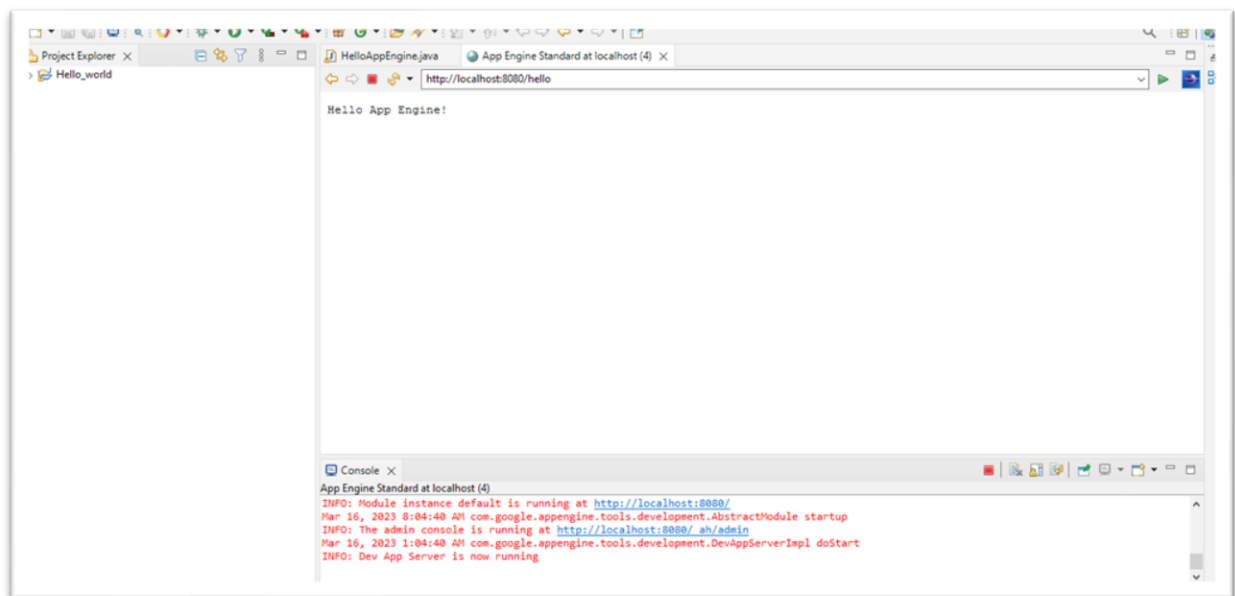 Project Explorer
Hello_world
HelloAppEngine.java
App Engine Standard at localhost (4)
http://localhost:8080/hello
Hello App Engine!
Console
App Engine Standard at localhost (4)
INFO: Module instance default is running at http://localhost:8080/
Mar 16, 2023 8:04:40 AM com.google.appengine.tools.development.AbstractModule startup
INFO: The admin console is running at http://localhost:8080/_ah/admin
Mar 16, 2023 1:04:40 AM com.google.appengine.tools.development.DevAppServerImpl doStart
INFO: Dev App Server is now running